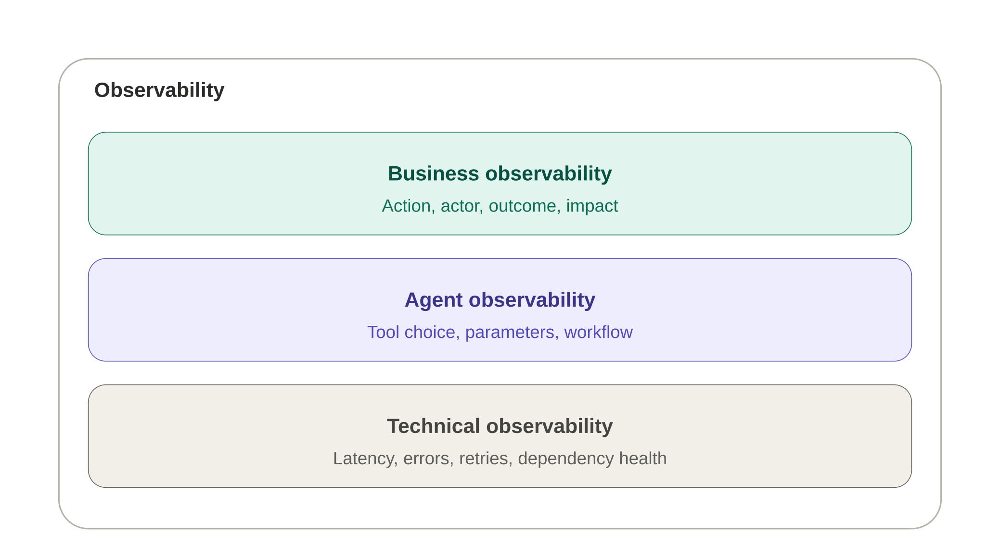 Observability
Business observability
Action, actor, outcome, impact
Agent observability
Tool choice, parameters, workflow
Technical observability
Latency, errors, retries, dependency health